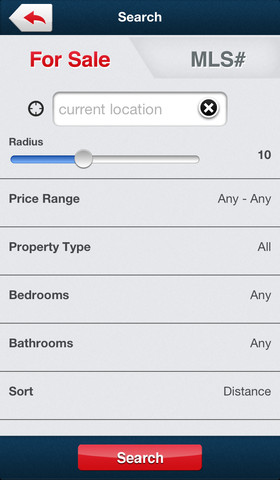 Search
For Sale MLS#
current location
Radius 10
Price Range Any - Any
Property Type All
Bedrooms Any
Bathrooms Any
Sort Distance
Search